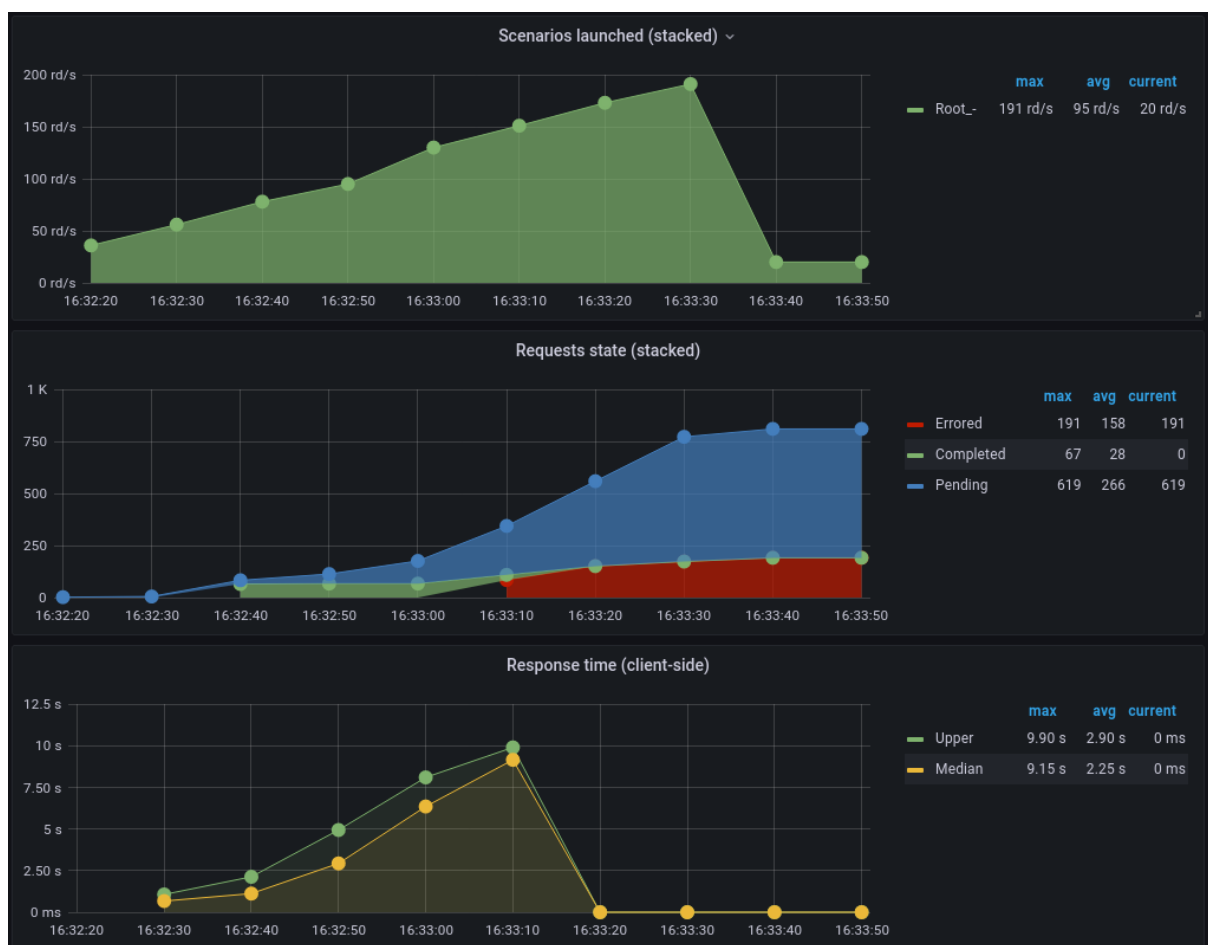 Scenarios launched (stacked)
200 rd/s
150 rd/s
100 rd/s
50 rd/s
0 rd/s
16:32:20 16:32:30 16:32:40 16:32:50 16:33:00 16:33:10 16:33:20 16:33:30 16:33:40 16:33:50
max avg current
Root_- 191 rd/s 95 rd/s 20 rd/s
Requests state (stacked)
1 K
750
500
250
0
16:32:20 16:32:30 16:32:40 16:32:50 16:33:00 16:33:10 16:33:20 16:33:30 16:33:40 16:33:50
max avg current
Errored 191 158 191
Completed 67 28 0
Pending 619 266 619
Response time (client-side)
12.5 s
10 s
7.50 s
5 s
2.50 s
0 ms
16:32:20 16:32:30 16:32:40 16:32:50 16:33:00 16:33:10 16:33:20 16:33:30 16:33:40 16:33:50
max avg current
Upper 9.90 s 2.90 s 0 ms
Median 9.15 s 2.25 s 0 ms